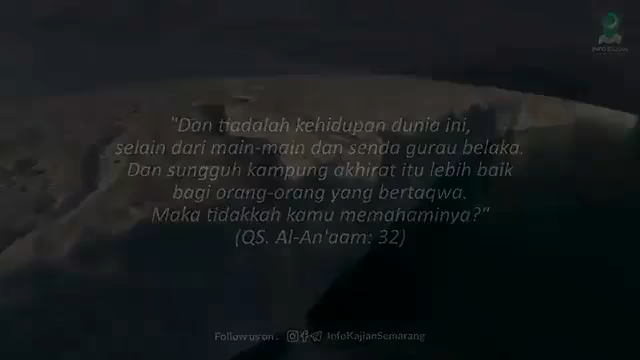 INFO KAJIAN
"Dan tiadalah kehidupan dunia ini,
selain dari main-main dan senda gurau belaka.
Dan sungguh kampung akhirat itu lebih baik
bagi orang-orang yang bertaqwa.
Maka tidakkah kamu memahaminya?"
(QS. Al-An'aam: 32)
Follow us on : InfoKajianSemarang